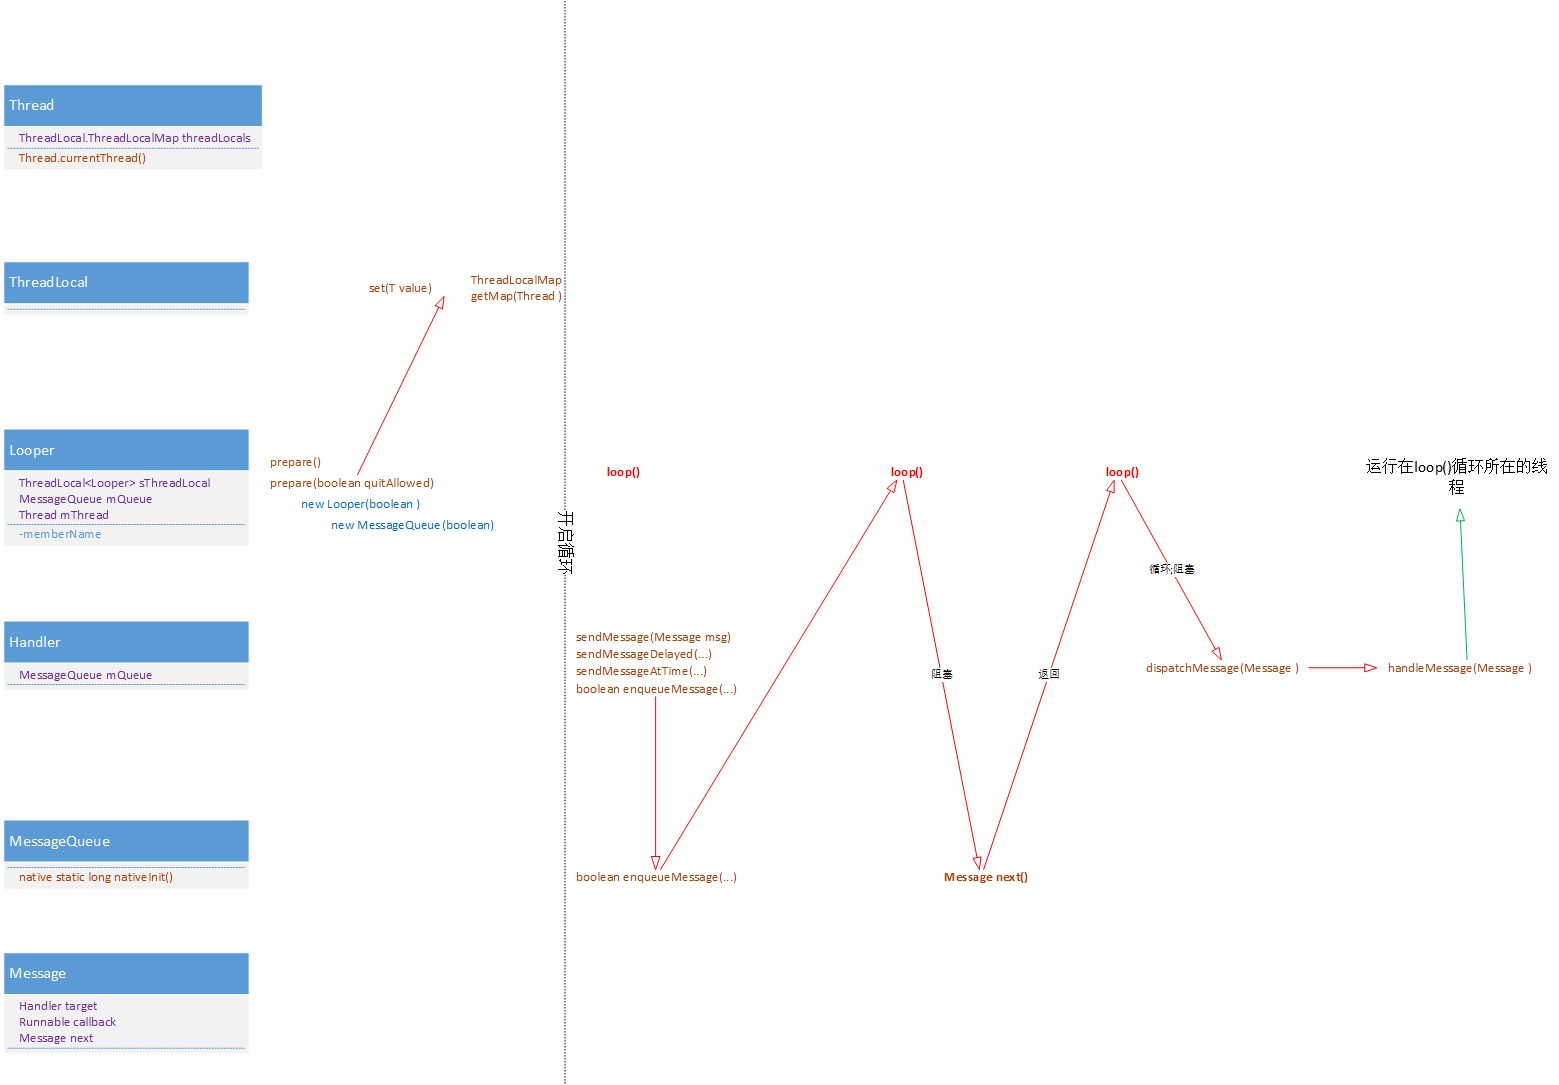 Thread
ThreadLocal.ThreadLocalMap threadLocals
Thread.currentThread()
ThreadLocal
set(T value)
ThreadLocalMap
getMap(Thread )
Looper
ThreadLocal<Looper> sThreadLocal
MessageQueue mQueue
Thread mThread
-memberName
prepare()
prepare(boolean quitAllowed)
new Looper(boolean )
new MessageQueue(boolean)
开启循环
loop()
loop()
loop()
运行在loop()循环所在的线
程
循环;阻塞
Handler
MessageQueue mQueue
sendMessage(Message msg)
sendMessageDelayed(...)
sendMessageAtTime(...)
boolean enqueueMessage(...)
阻塞
返回
dispatchMessage(Message )
handleMessage(Message )
MessageQueue
native static long nativeInit()
boolean enqueueMessage(...)
Message next()
Message
Handler target
Runnable callback
Message next